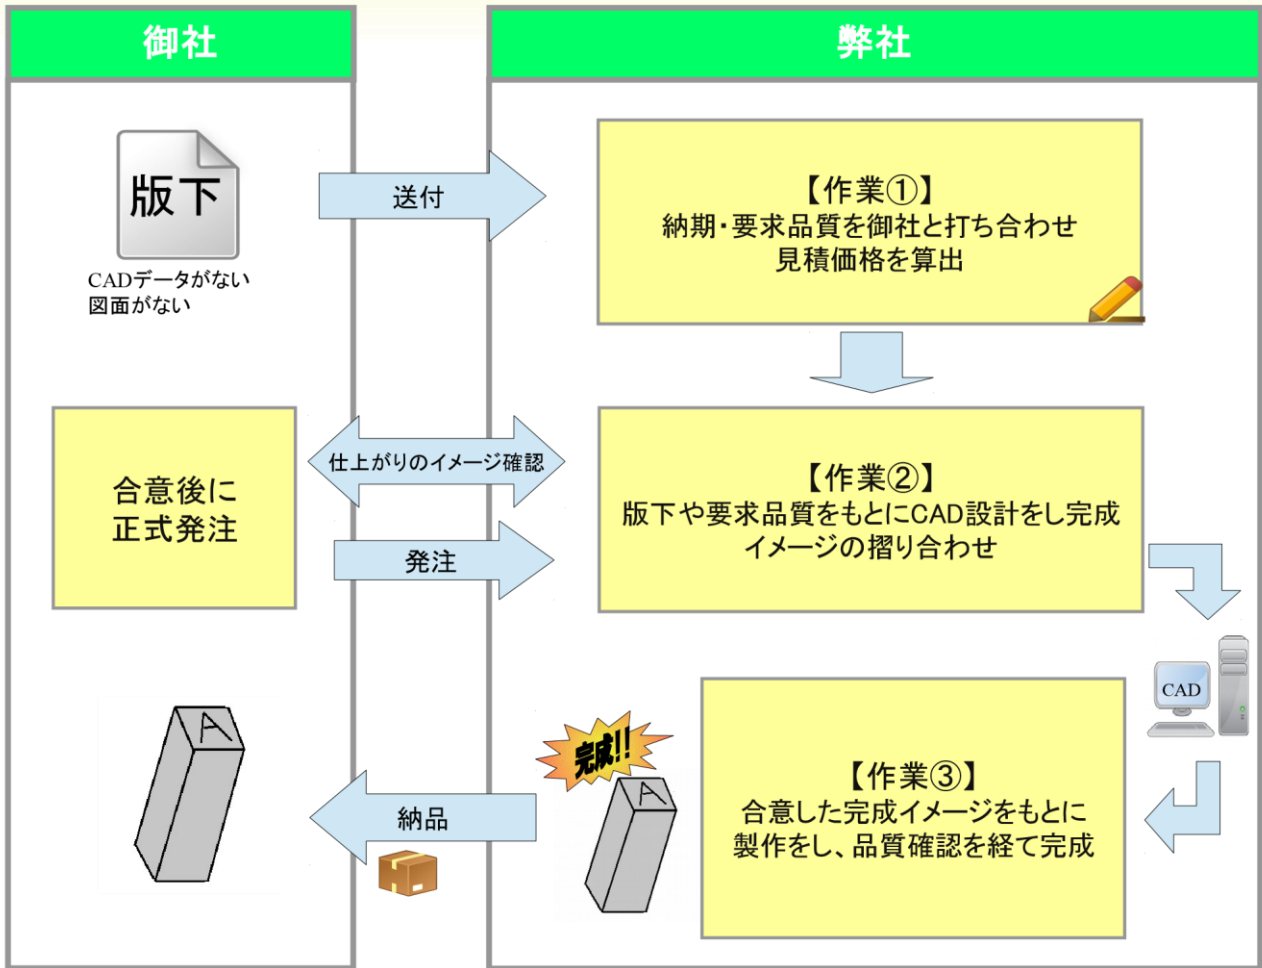 御社
弊社
版下
CADデータがない
図面がない
送付
【作業①】
納期・要求品質を御社と打ち合わせ
見積価格を算出
合意後に
正式発注
仕上がりのイメージ確認
発注
【作業②】
版下や要求品質をもとにCAD設計をし完成
イメージの摺り合わせ
CAD
A
納品
完成!!
A
【作業③】
合意した完成イメージをもとに
製作をし、品質確認を経て完成